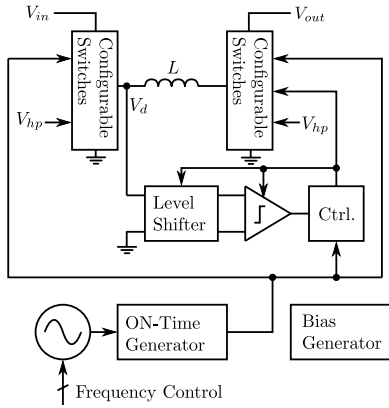 V_in
V_out
Configurable Switches
L
Configurable Switches
V_hp
V_d
V_hp
Level
Shifter
Ctrl.
ON-Time
Generator
Bias
Generator
Frequency Control